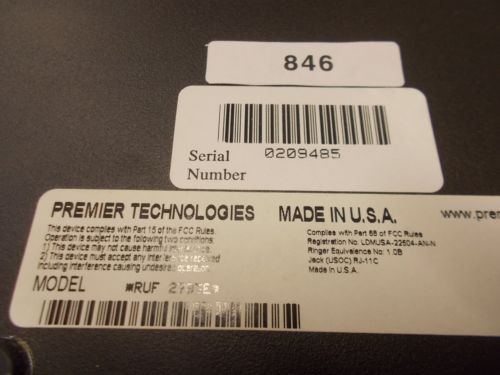 846
Serial Number
0209485
PREMIER TECHNOLOGIES MADE IN U.S.A. www.prem
This device complies with Part 15 of the FCC Rules.
Operation is subject to the following two conditions:
1) This device may not cause harmful
2) This device must accept any interference received
including interference causing undesired operation
Complies with Part 68 of FCC Rules
Registration No. LDMUSA-22504-AN-N
Ringer Equivalence No : 1.0B
Jack (USOC) RJ-11C
Made in U.S.A.
MODEL *RUF